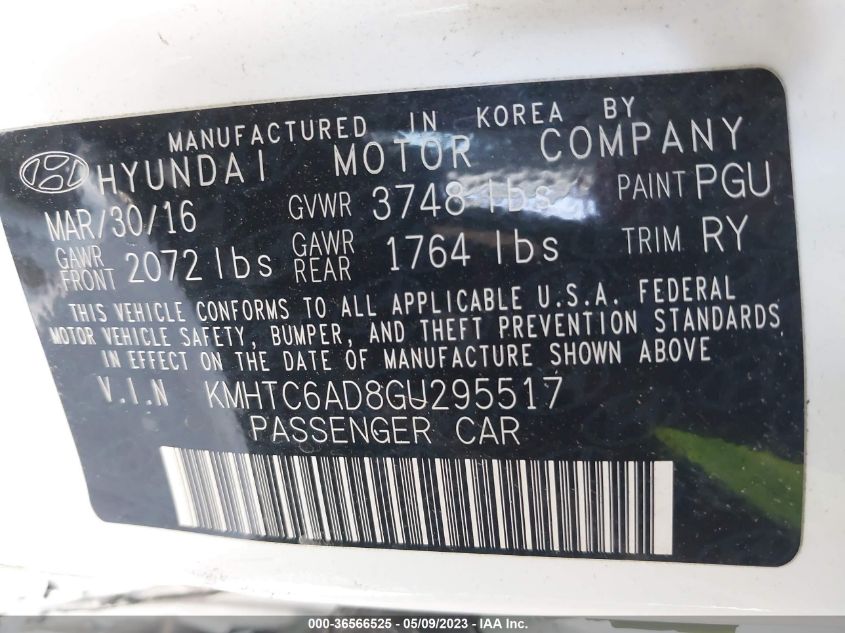 MANUFACTURED IN KOREA BY
HYUNDAI MOTOR COMPANY
MAR/30/16 GVWR 3748 lbs PAINT PGU
GAWR FRONT 2072 lbs GAWR REAR 1764 lbs TRIM RY
THIS VEHICLE CONFORMS TO ALL APPLICABLE U.S.A. FEDERAL
MOTOR VEHICLE SAFETY, BUMPER, AND THEFT PREVENTION STANDARDS
IN EFFECT ON THE DATE OF MANUFACTURE SHOWN ABOVE
V.I.N KMHTC6AD8GU295517
PASSENGER CAR
000-36566525 - 05/09/2023 - IAA Inc.